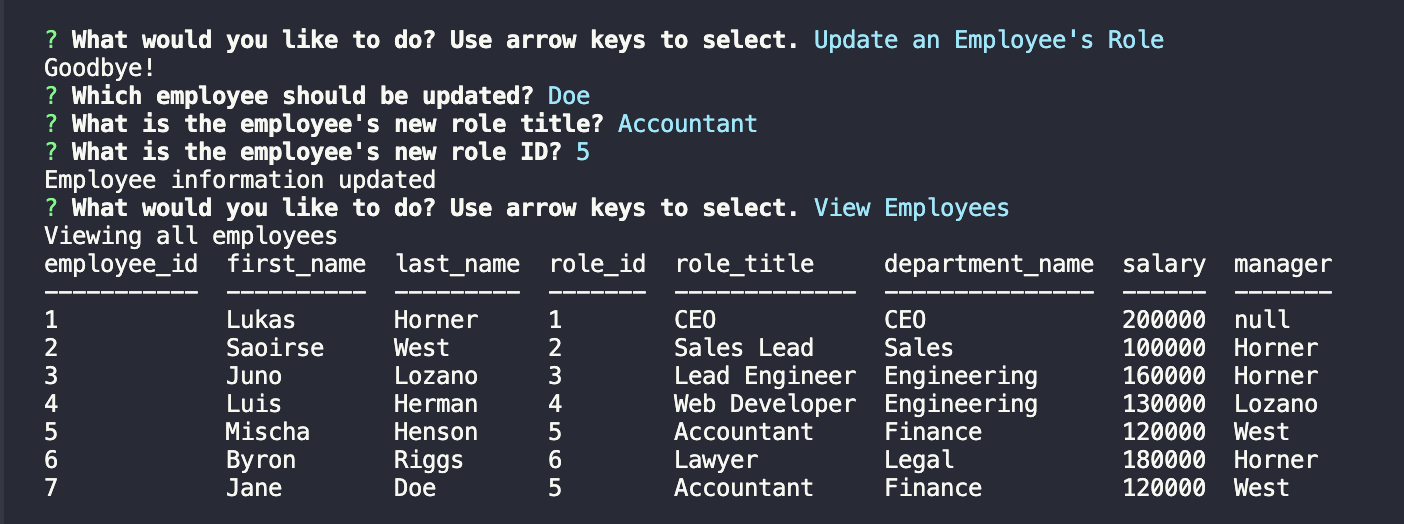 ? What would you like to do? Use arrow keys to select. Update an Employee's Role
Goodbye!
? Which employee should be updated? Doe
? What is the employee's new role title? Accountant
? What is the employee's new role ID? 5
Employee information updated
? What would you like to do? Use arrow keys to select. View Employees
Viewing all employees
employee_id  first_name  last_name  role_id  role_title     department_name  salary  manager
-----------  ----------  ---------  -------  -------------  ---------------  ------  -------
1            Lukas       Horner     1        CEO            CEO              200000  null
2            Saoirse     West       2        Sales Lead     Sales            100000  Horner
3            Juno        Lozano     3        Lead Engineer  Engineering      160000  Horner
4            Luis        Herman     4        Web Developer  Engineering      130000  Lozano
5            Mischa      Henson     5        Accountant     Finance          120000  West
6            Byron       Riggs      6        Lawyer         Legal            180000  Horner
7            Jane        Doe        5        Accountant     Finance          120000  West